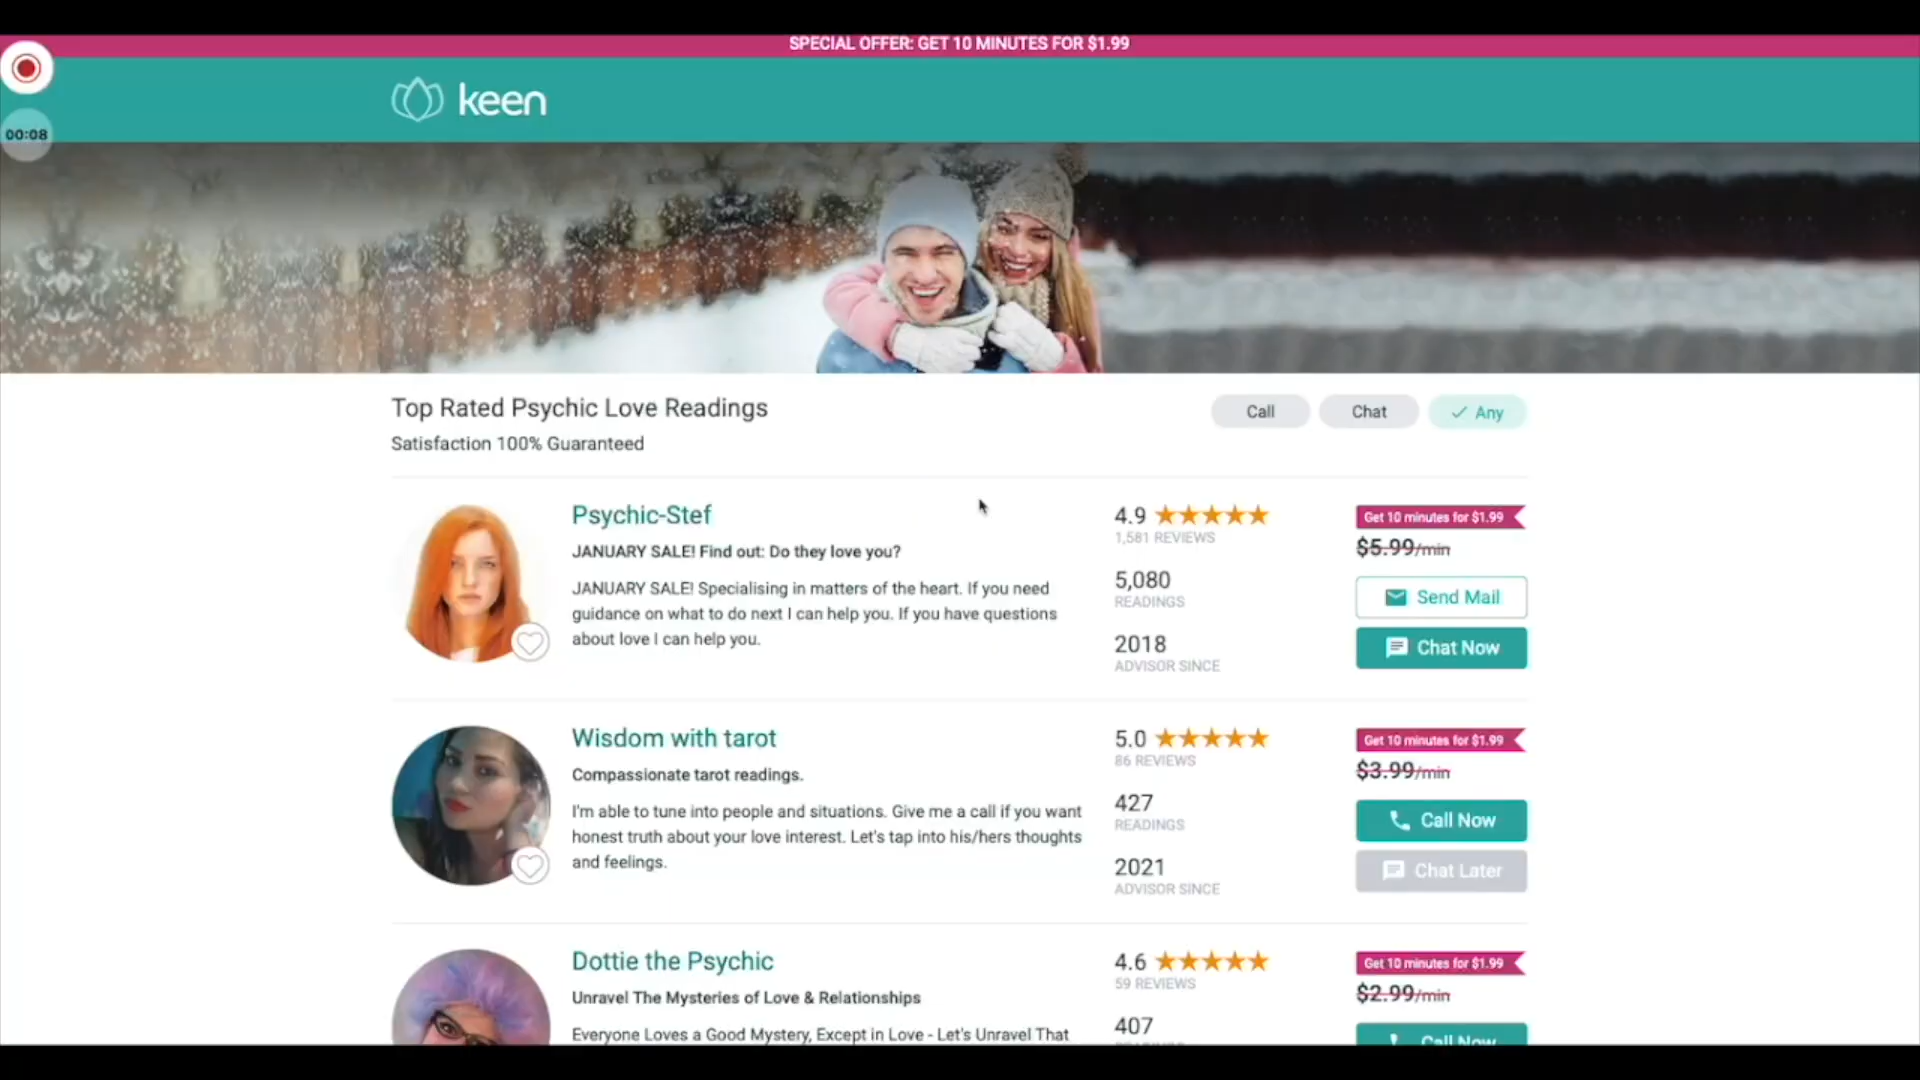 SPECIAL OFFER: GET 10 MINUTES FOR $1.99
keen
00:08
Top Rated Psychic Love Readings
Satisfaction 100% Guaranteed
Call
Chat
Any
Psychic-Stef
JANUARY SALE! Find out: Do they love you?
JANUARY SALE! Specialising in matters of the heart. If you need
guidance on what to do next I can help you. If you have questions
about love I can help you.
4.9
1,581 REVIEWS
5,080
READINGS
2018
ADVISOR SINCE
Get 10 minutes for $1.99
$5.99/min
Send Mail
Chat Now
Wisdom with tarot
Compassionate tarot readings.
I'm able to tune into people and situations. Give me a call if you want
honest truth about your love interest. Let's tap into his/hers thoughts
and feelings.
5.0
86 REVIEWS
427
READINGS
2021
ADVISOR SINCE
Get 10 minutes for $1.99
$3.99/min
Call Now
Chat Later
Dottie the Psychic
Unravel The Mysteries of Love & Relationships
Everyone Loves a Good Mystery, Except in Love - Let's Unravel That
4.6
59 REVIEWS
407
Get 10 minutes for $1.99
$2.99/min
Call Now